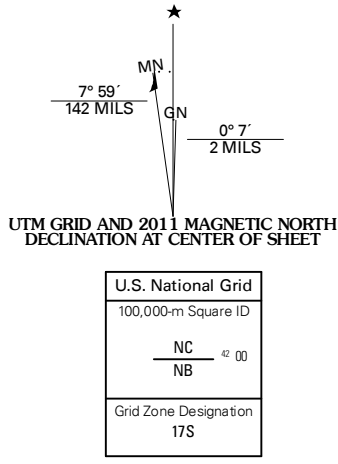 ★
MN
7° 59´
142 MILS
GN
0° 7´
2 MILS
UTM GRID AND 2011 MAGNETIC NORTH
DECLINATION AT CENTER OF SHEET
U.S. National Grid
100,000-m Square ID
NC
42 00
NB
Grid Zone Designation
17S